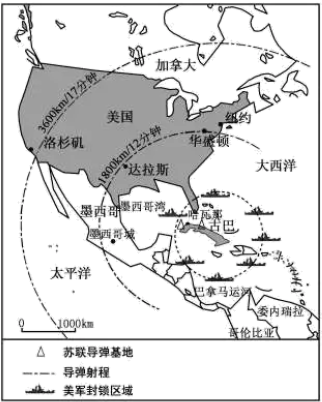 加拿大
3600km/17分钟
美国
纽约
洛杉矶
华盛顿
1800km/12分钟
达拉斯
大西洋
墨西哥
墨西哥湾
哈瓦那
古巴
墨西哥城
太平洋
巴拿马运河
委内瑞拉
0 1000km
哥伦比亚
苏联导弹基地
导弹射程
美军封锁区域